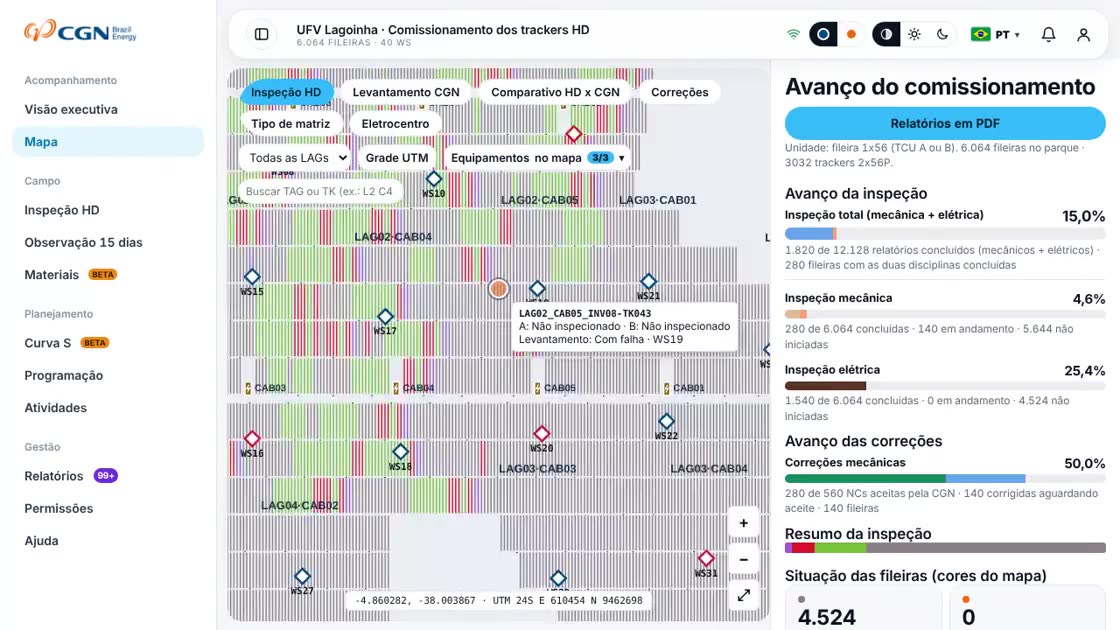 CGN Brazil Energy
Acompanhamento
Visão executiva
Mapa
Campo
Inspeção HD
Observação 15 dias
Materiais BETA
Planejamento
Curva S BETA
Programação
Atividades
Gestão
Relatórios 99+
Permissões
Ajuda
UFV Lagoinha · Comissionamento dos trackers HD
6.064 FILEIRAS · 40 WS
PT
Inspeção HD
Levantamento CGN
Comparativo HD x CGN
Correções
Tipo de matriz
Eletrocentro
Todas as LAGs
Grade UTM
Equipamentos no mapa 3/3
Buscar TAG ou TK (ex.: L2 C4
WS10
LAG02·CAB05
LAG03·CAB01
LAG02·CAB04
WS15
WS21
WS17
LAG02_CAB05_INV08-TK043
A: Não inspecionado · B: Não inspecionado
Levantamento: Com falha · WS19
CAB03
CAB04
CAB05
CAB01
WS22
WS16
WS20
WS18
LAG03·CAB03
LAG03·CAB04
LAG04·CAB02
WS31
WS27
+
−
-4.860282, -38.003867 · UTM 24S E 610454 N 9462698
Avanço do comissionamento
Relatórios em PDF
Unidade: fileira 1x56 (TCU A ou B). 6.064 fileiras no parque ·
3032 trackers 2x56P.
Avanço da inspeção
Inspeção total (mecânica + elétrica) 15,0%
1.820 de 12.128 relatórios concluídos (mecânicos + elétricos) ·
280 fileiras com as duas disciplinas concluídas
Inspeção mecânica 4,6%
280 de 6.064 concluídas · 140 em andamento · 5.644 não
iniciadas
Inspeção elétrica 25,4%
1.540 de 6.064 concluídas · 0 em andamento · 4.524 não
iniciadas
Avanço das correções
Correções mecânicas 50,0%
280 de 560 NCs aceitas pela CGN · 140 corrigidas aguardando
aceite · 140 fileiras
Resumo da inspeção
Situação das fileiras (cores do mapa)
4.524
0